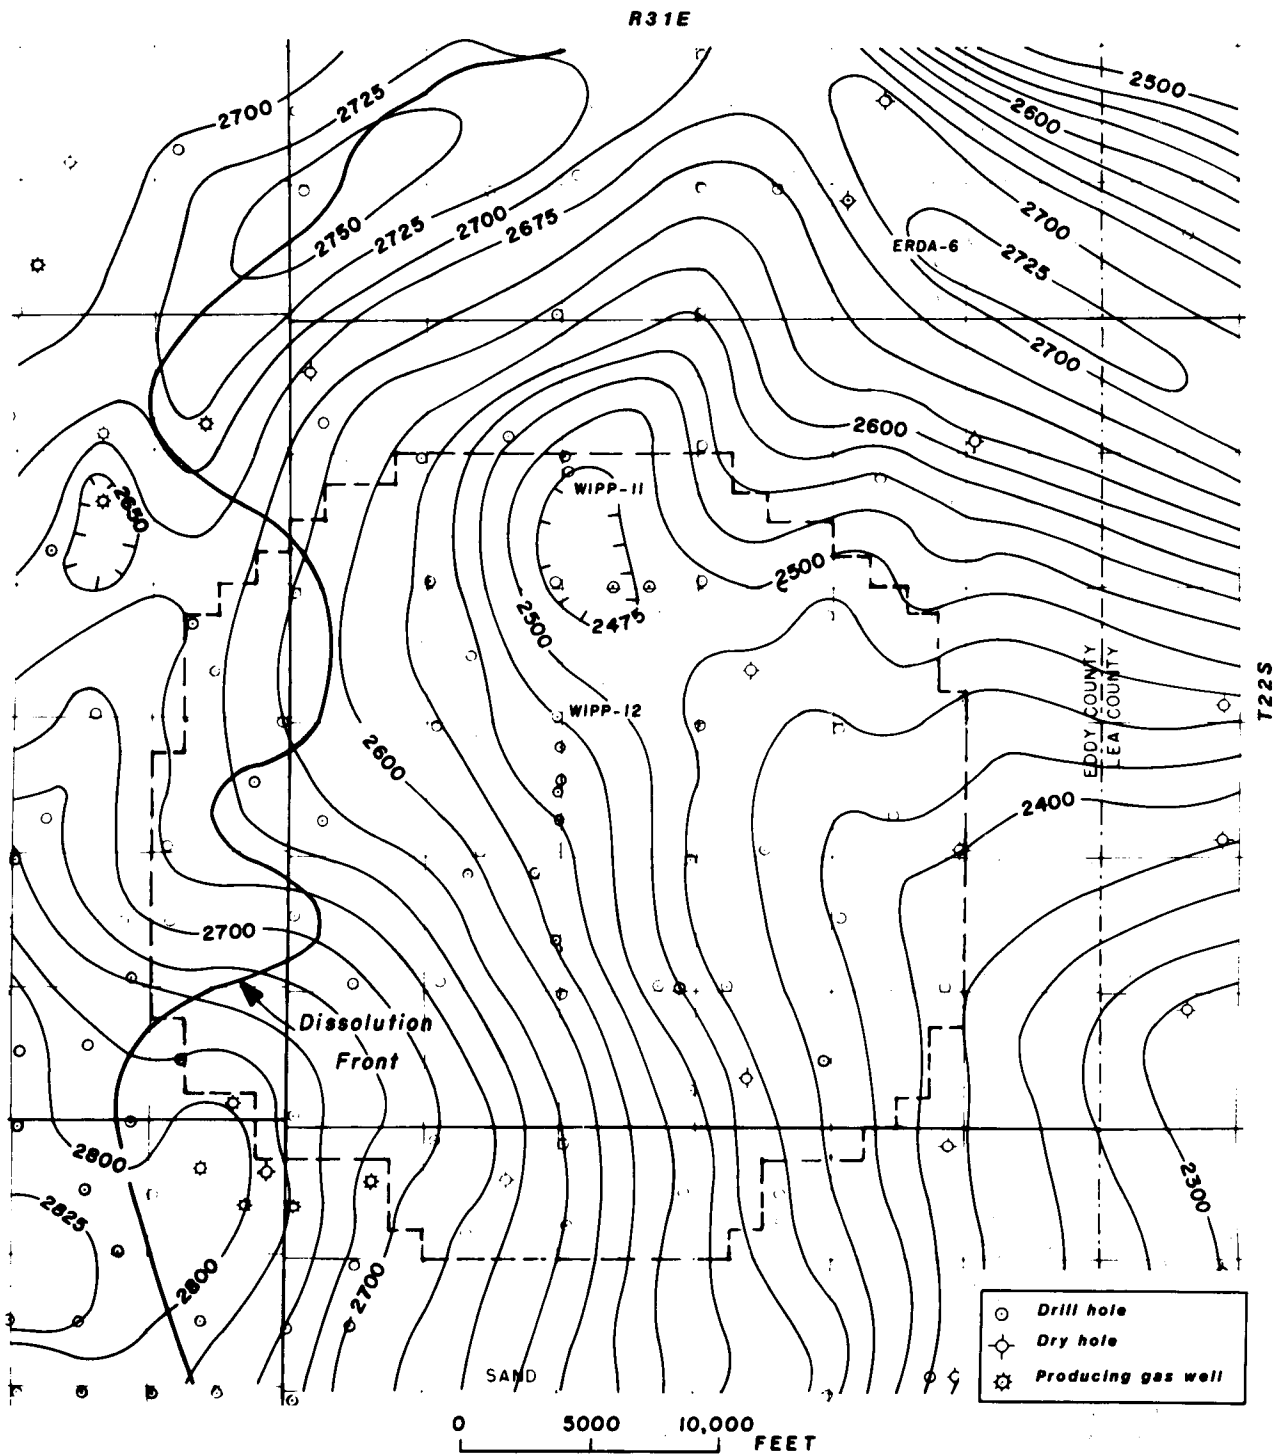 R31E
2500
2725
2700
2600
2700
2750
2725
2700
2675
ERDA-6
2725
2700
2600
2650
WIPP-11
2500
2475
2500
WIPP-12
EDDY COUNTY
LEA COUNTY
T22S
2600
2400
2700
Dissolution
Front
2800
2825
2300
2800
2700
SAND
Drill hole
Dry hole
Producing gas well
0 5000 10,000
FEET